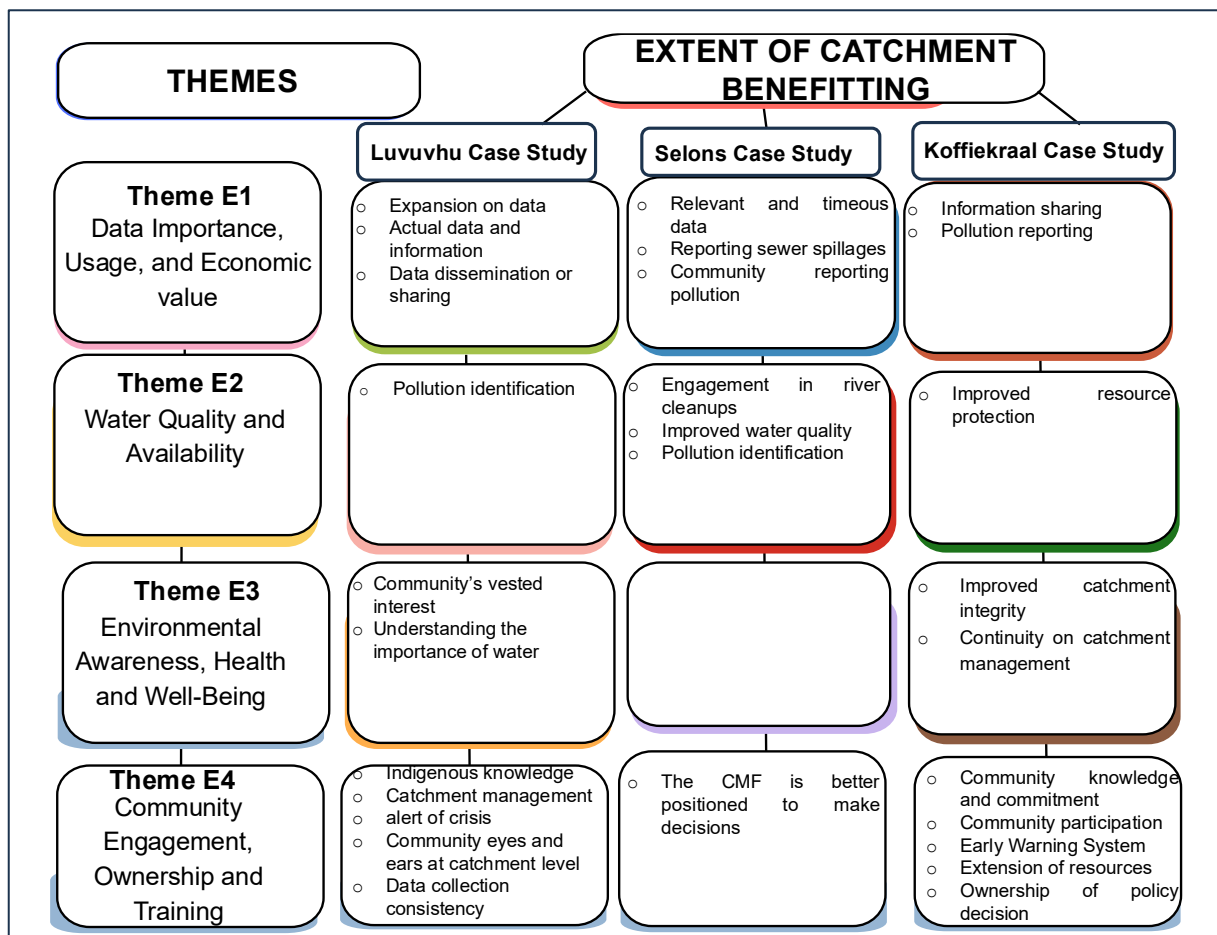 THEMES
EXTENT OF CATCHMENT
BENEFITTING
Luvuvhu Case Study
Selons Case Study
Koffiekraal Case Study
Theme E1
Data Importance,
Usage, and Economic
value
○ Expansion on data
○ Actual data and
information
○ Data dissemination or
sharing
○ Relevant and timeous
data
○ Reporting sewer spillages
○ Community reporting
pollution
○ Information sharing
○ Pollution reporting
Theme E2
Water Quality and
Availability
○ Pollution identification
○ Engagement in river
cleanups
○ Improved water quality
○ Pollution identification
○ Improved resource
protection
Theme E3
Environmental
Awareness, Health
and Well-Being
○ Community’s vested
interest
○ Understanding the
importance of water
○ Improved catchment
integrity
○ Continuity on catchment
management
Theme E4
Community
Engagement,
Ownership and
Training
○ Indigenous knowledge
○ Catchment management
○ alert of crisis
○ Community eyes and
ears at catchment level
○ Data collection
consistency
○ The CMF is better
positioned to make
decisions
○ Community knowledge
and commitment
○ Community participation
○ Early Warning System
○ Extension of resources
○ Ownership of policy
decision